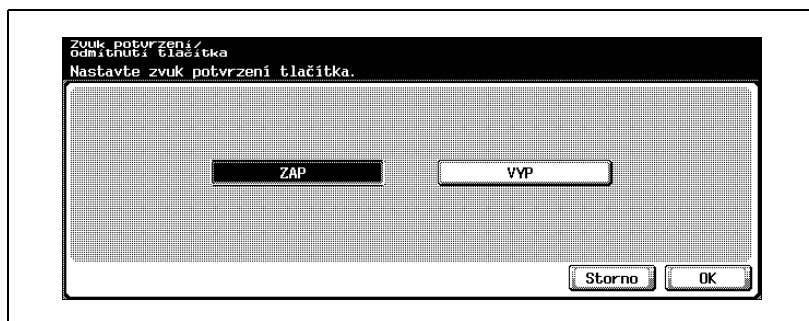 Zvuk potvrzení/
odmítnutí tlačítka
Nastavte zvuk potvrzení tlačítka.
ZAP VYP
Storno OK